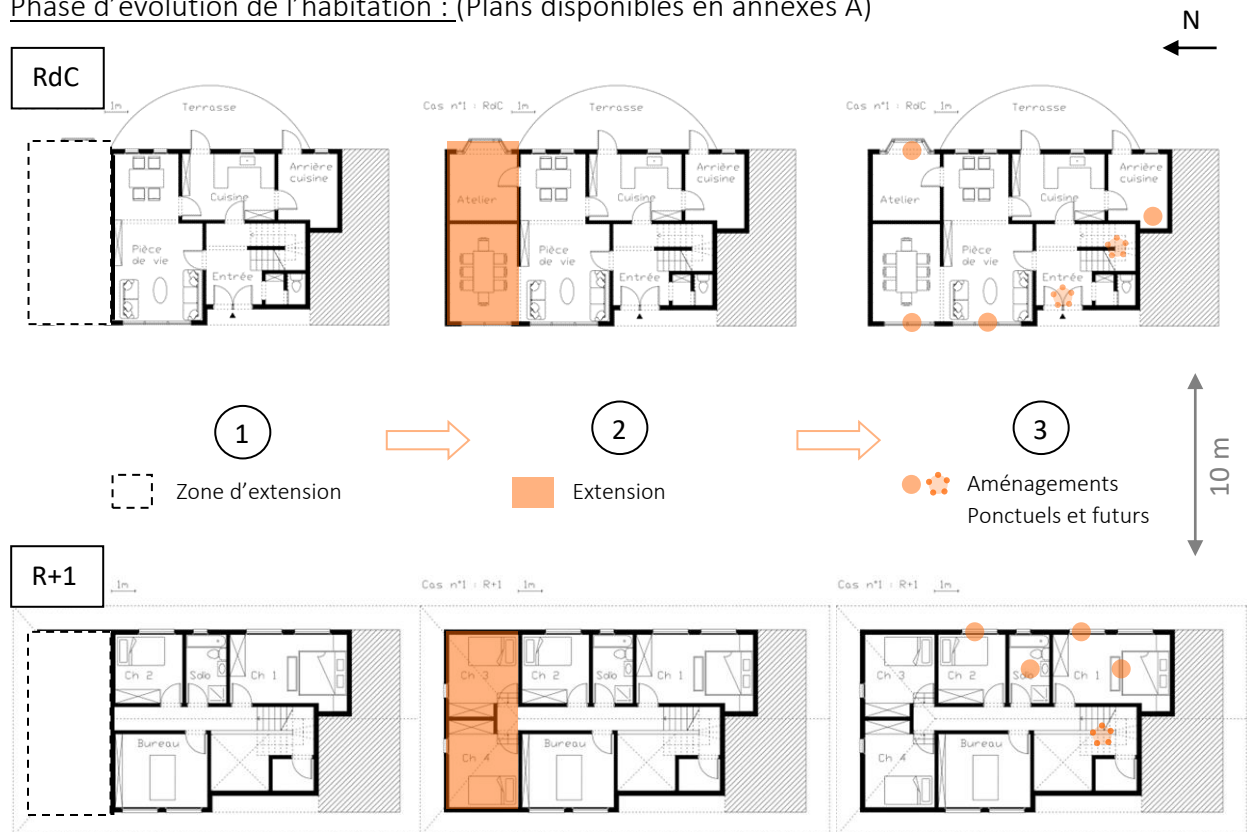 Phase d'évolution de l'habitation : (Plans disponibles en annexes A)
N
RdC
1m
Terrasse
Arrière
cuisine
Cuisine
Pièce
de vie
Entrée
Cas n°1 : RdC 1m
Terrasse
Atelier
Cuisine
Arrière
cuisine
Pièce
de vie
Entrée
Cas n°1 : RdC 1m
Terrasse
Atelier
Cuisine
Arrière
cuisine
Pièce
de vie
Entrée
1
2
3
Zone d'extension
Extension
Aménagements
Ponctuels et futurs
10 m
R+1
1m
Ch 2
Sdb
Ch 1
Bureau
Cas n°1 : R+1 1m
Ch 3
Ch 2
Sdb
Ch 1
Bureau
Ch 4
Cas n°1 : R+1 1m
Ch 3
Ch 2
Sdb
Ch 1
Bureau
Ch 4